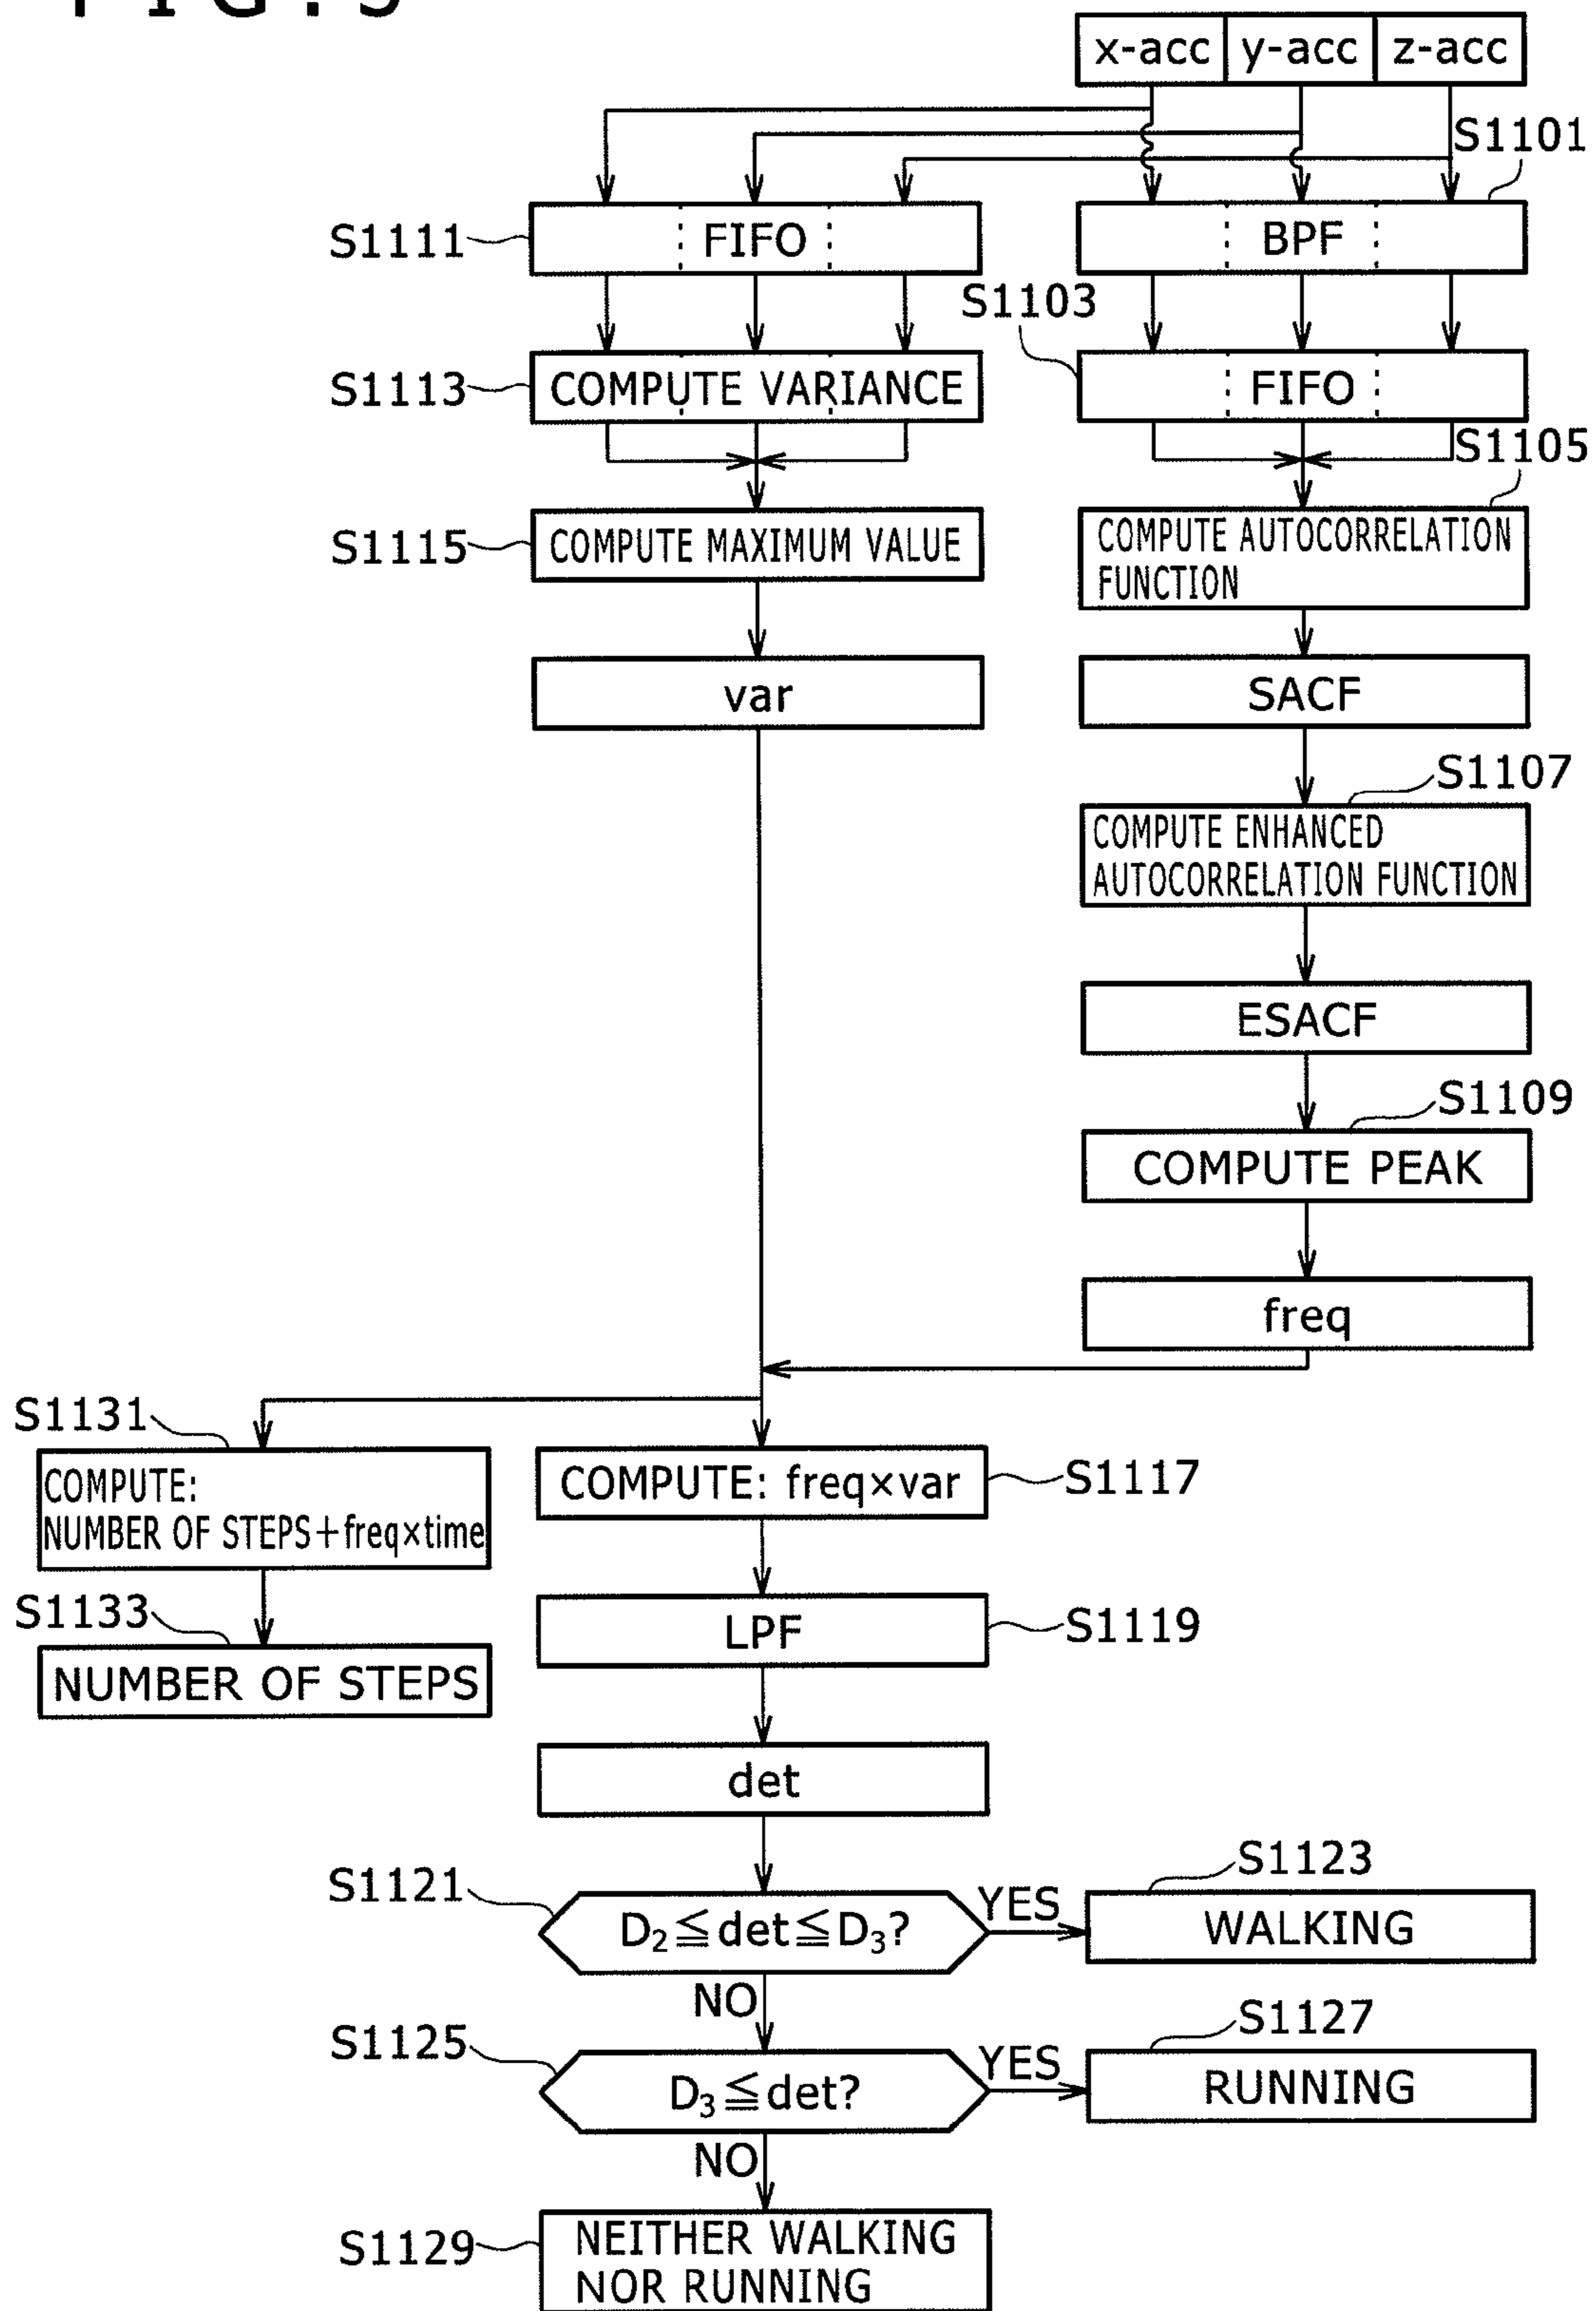 x-acc y-acc z-acc
S1101
S1111 FIFO BPF
S1103
S1113 COMPUTE VARIANCE FIFO
S1105
S1115 COMPUTE MAXIMUM VALUE
COMPUTE AUTOCORRELATION
FUNCTION
var SACF
S1107
COMPUTE ENHANCED
AUTOCORRELATION FUNCTION
ESACF
S1109
COMPUTE PEAK
freq
S1131
COMPUTE:
NUMBER OF STEPS+freq×time
COMPUTE: freq×var S1117
S1133
NUMBER OF STEPS
LPF S1119
det
S1121
D₂≦det≦D₃?
YES
S1123
WALKING
NO
S1125
D₃≦det?
YES
S1127
RUNNING
NO
S1129
NEITHER WALKING
NOR RUNNING